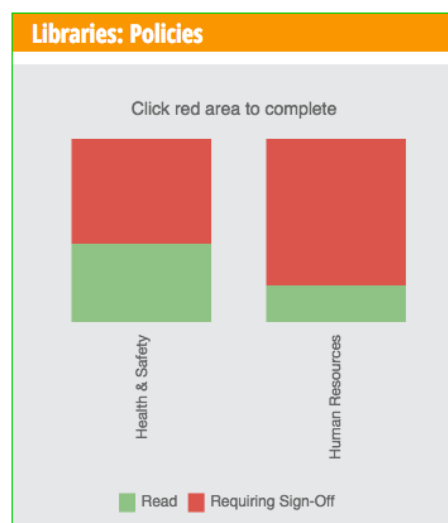 Libraries: Policies
Click red area to complete
Health & Safety
Human Resources
Read
Requiring Sign-Off